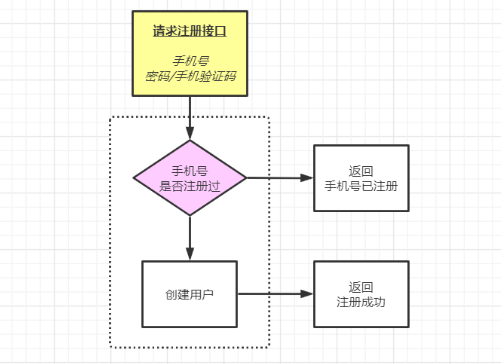 请求注册接口
手机号
密码/手机验证码
手机号
是否注册过
返回
手机号已注册
创建用户
返回
注册成功